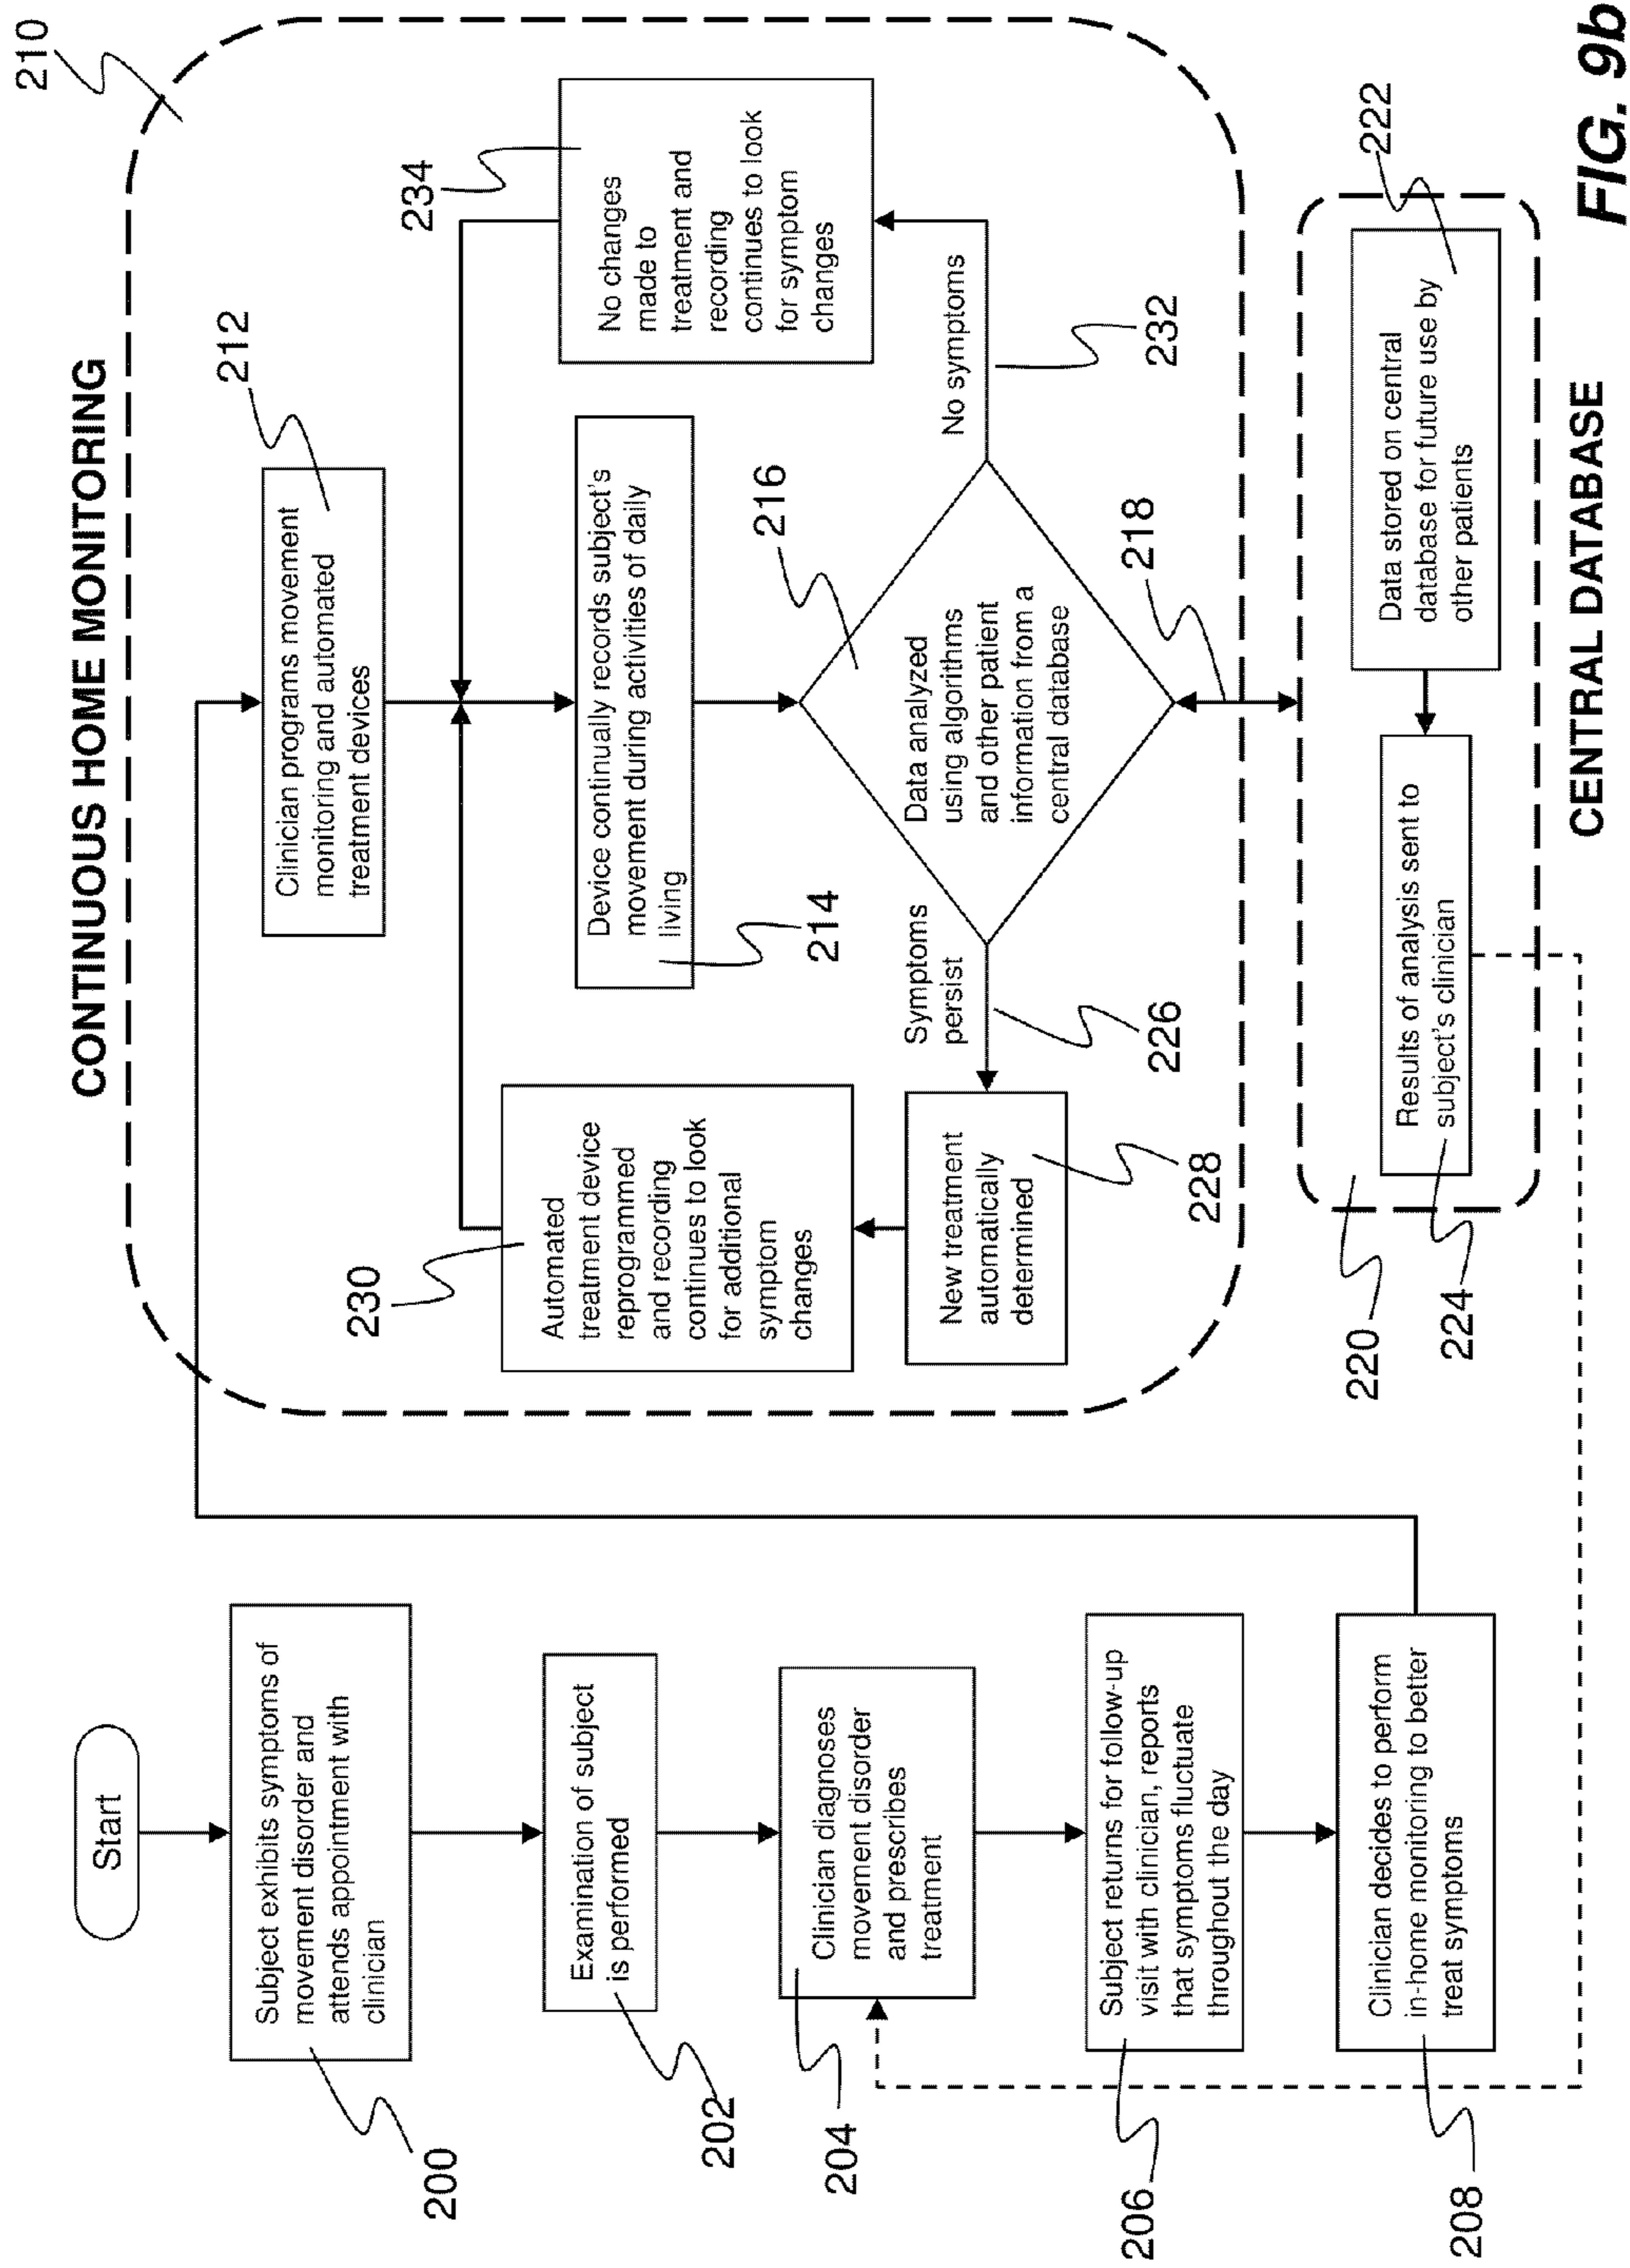 Start
Subject exhibits symptoms of
movement disorder and
attends appointment with
clinician
200
Examination of subject
is performed
202
Clinician diagnoses
movement disorder
and prescribes
treatment
204
Subject returns for follow-up
visit with clinician, reports
that symptoms fluctuate
throughout the day
206
Clinician decides to perform
in-home monitoring to better
treat symptoms
208
CONTINUOUS HOME MONITORING
210
Clinician programs movement
monitoring and automated
treatment devices
212
Device continually records subject's
movement during activities of daily
living
214
Data analyzed
using algorithms
and other patient
information from a
central database
216
218
Symptoms
persist
226
New treatment
automatically
determined
228
Automated
treatment device
reprogrammed
and recording
continues to look
for additional
symptom
changes
230
No symptoms
232
No changes
made to
treatment and
recording
continues to look
for symptom
changes
234
220
Results of analysis sent to
subject's clinician
224
Data stored on central
database for future use by
other patients
222
CENTRAL DATABASE
FIG. 9b